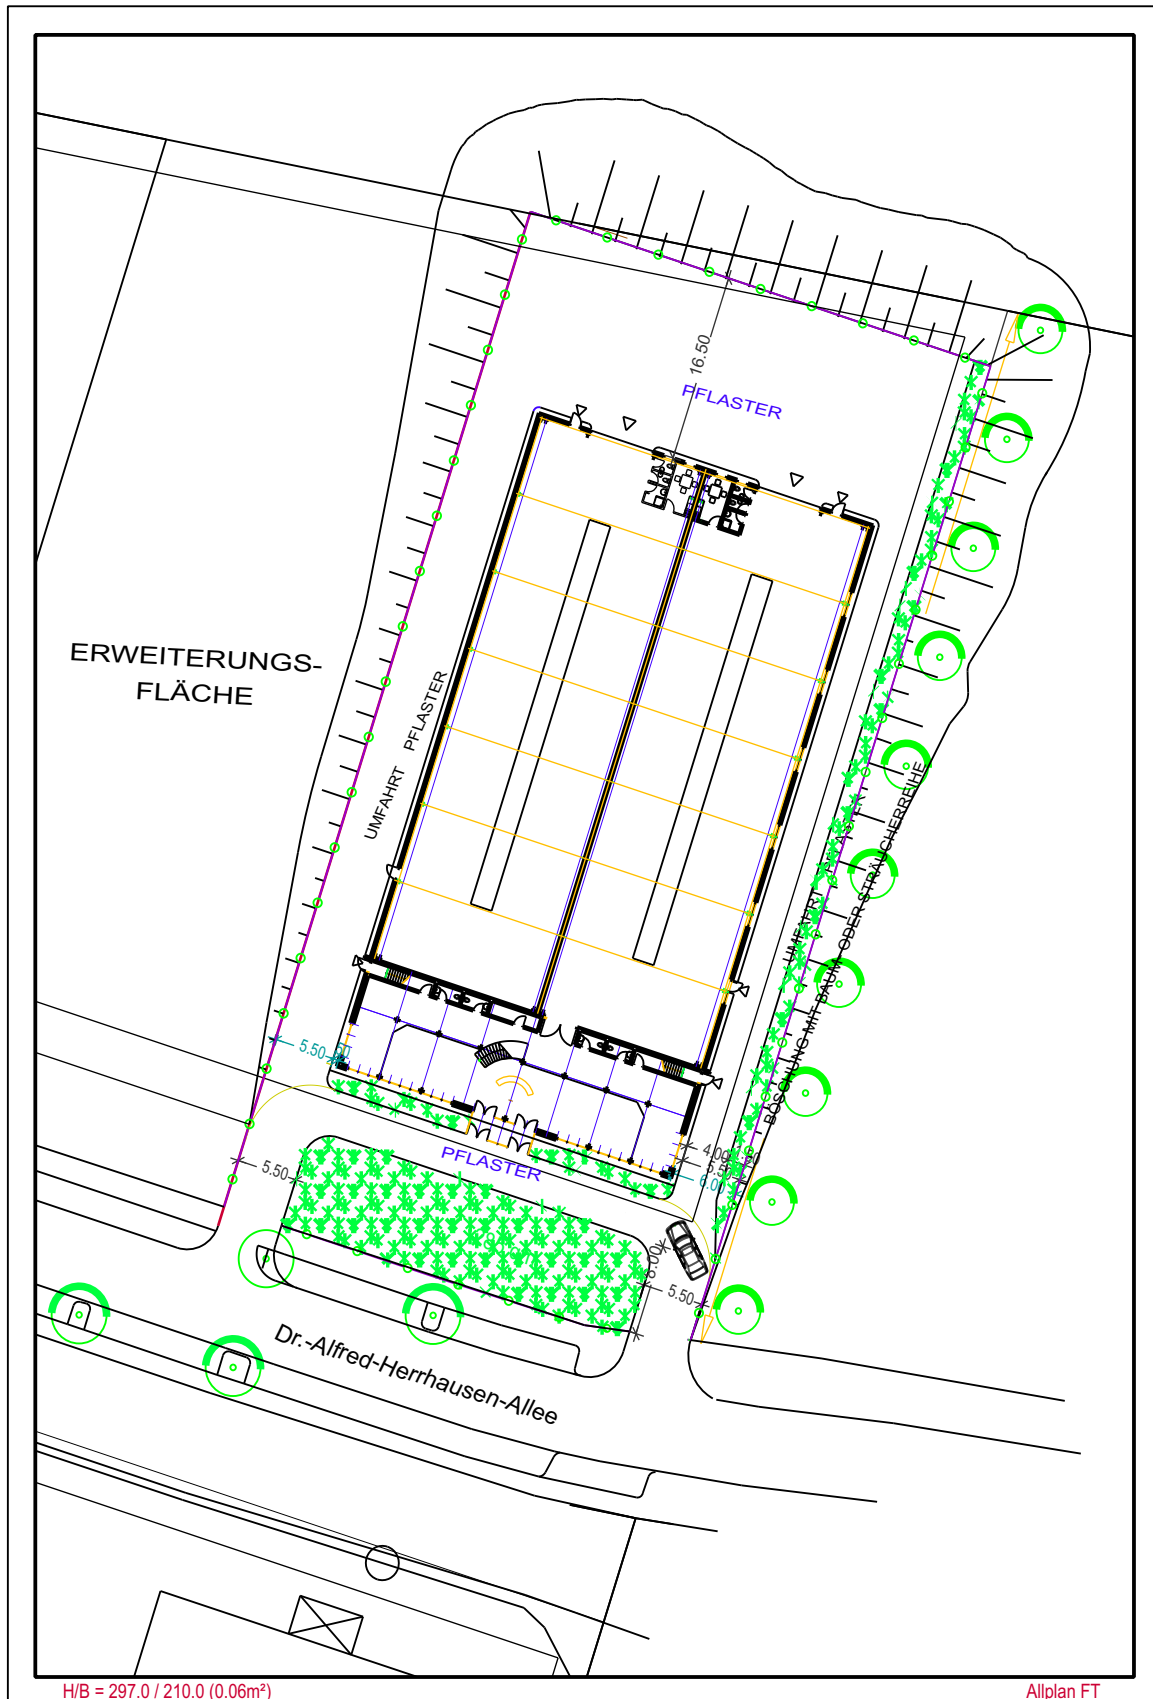 16.50
PFLASTER
ERWEITERUNGS-
FLÄCHE
UMFAHRT PFLASTER
UMFAHRT
BÖSCHUNG MIT BAUM- ODER STRÄUCHERREIHE
5.50
4.00
6.00
PFLASTER
5.50
8.00
5.50
Dr.-Alfred-Herrhausen-Allee
H/B = 297.0 / 210.0 (0.06m²)
Allplan FT